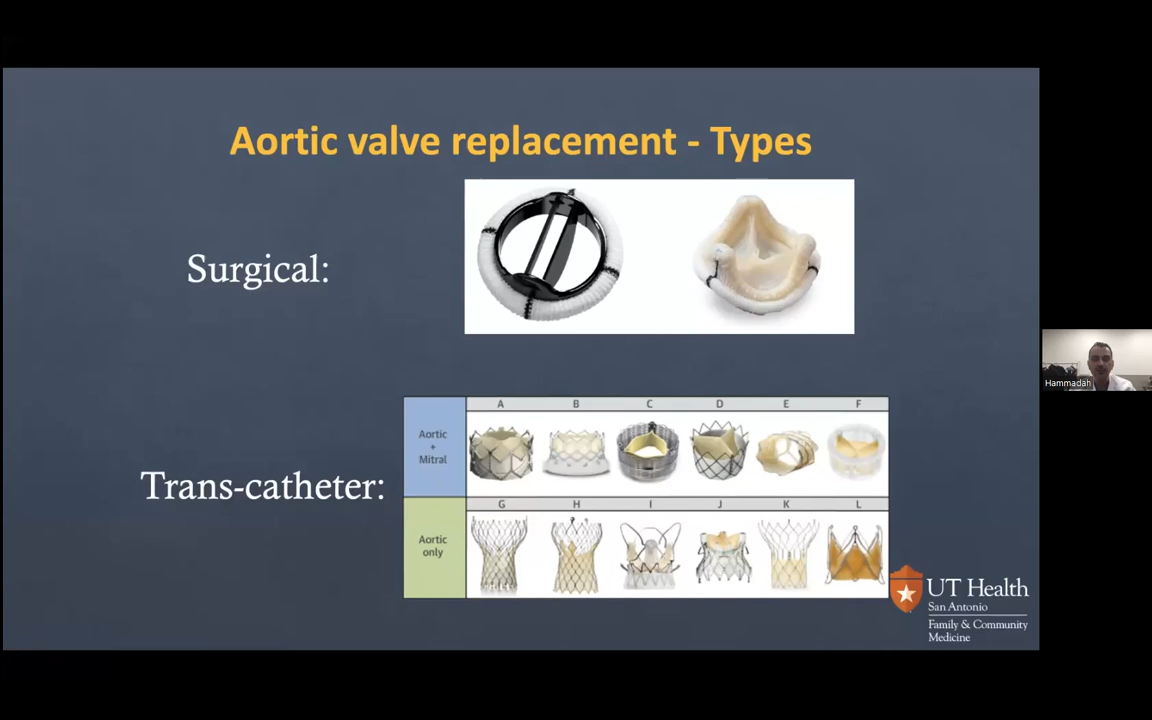 Aortic valve replacement - Types
Surgical:
Trans-catheter:
A B C D E F
Aortic
+
Mitral
G H I J K L
Aortic
only
UT Health
San Antonio
Family & Community
Medicine
Hammadah